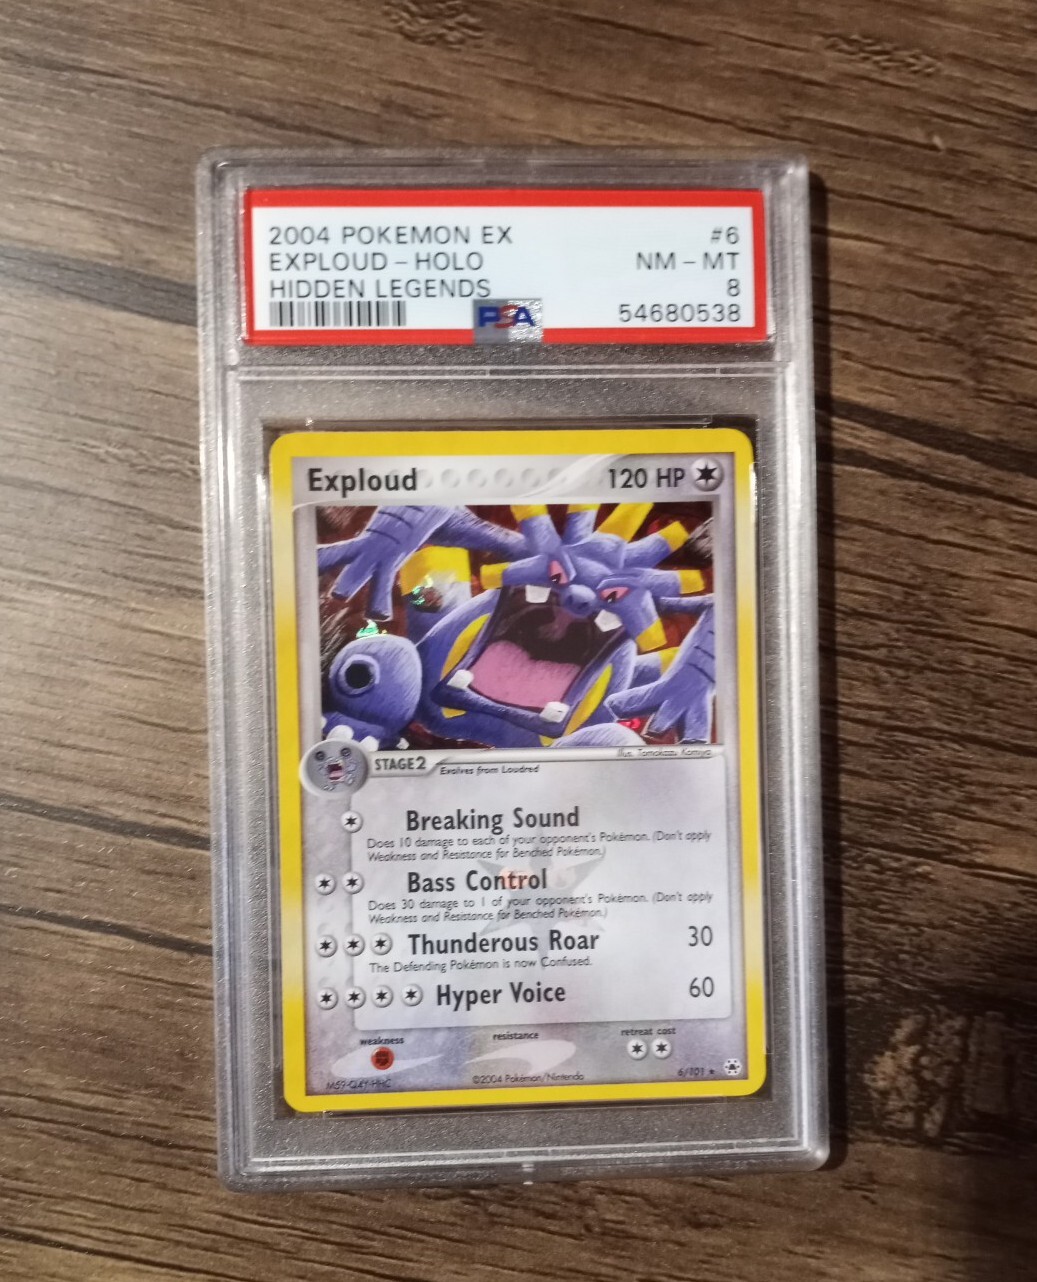 2004 POKEMON EX #6
EXPLOUD - HOLO NM - MT
HIDDEN LEGENDS 8
PSA 54680538
Exploud 120 HP
Illus. Tomokazu Komiya
STAGE2 Evolves from Loudred
Breaking Sound
Does 10 damage to each of your opponent's Pokémon. (Don't apply
Weakness and Resistance for Benched Pokémon.)
Bass Control
Does 30 damage to 1 of your opponent's Pokémon. (Don't apply
Weakness and Resistance for Benched Pokémon.)
Thunderous Roar 30
The Defending Pokémon is now Confused.
Hyper Voice 60
weakness resistance retreat cost
©2004 Pokémon/Nintendo 6/101